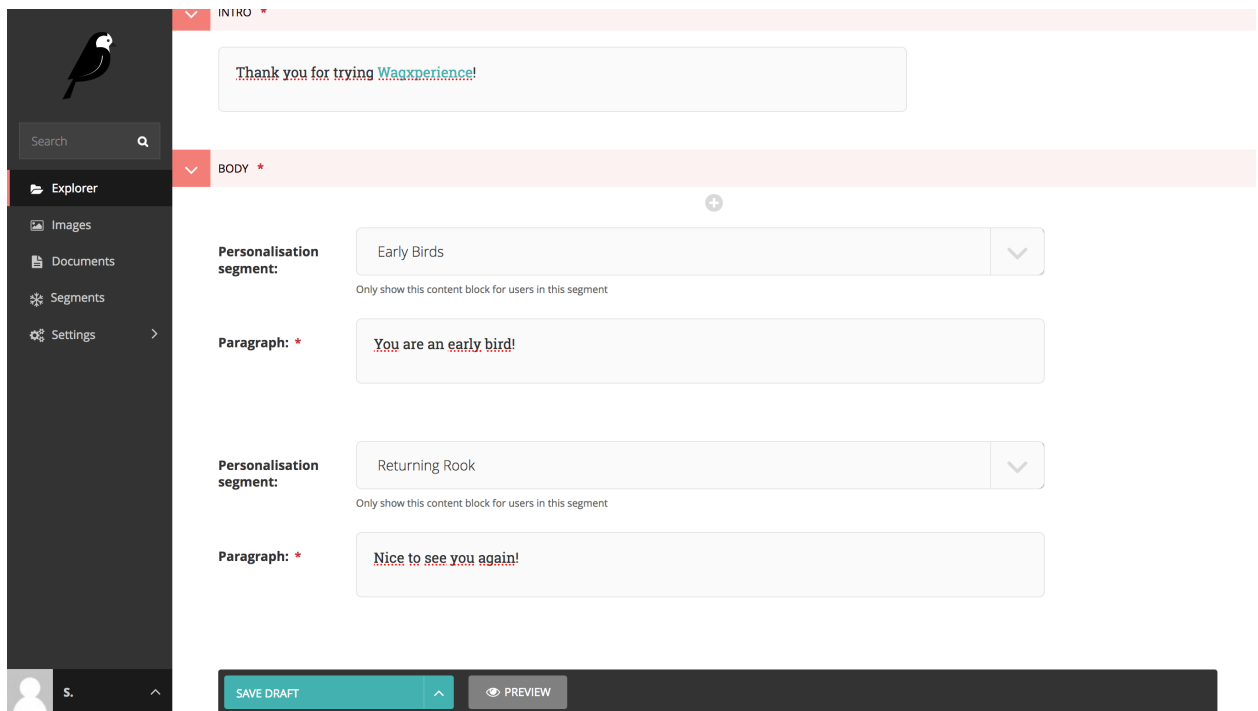 INTRO *
Thank you for trying Wagxperience!
Search
BODY *
Explorer
Images
Documents
Segments
Settings
Personalisation
segment:
Early Birds
Only show this content block for users in this segment
Paragraph: *
You are an early bird!
Personalisation
segment:
Returning Rook
Only show this content block for users in this segment
Paragraph: *
Nice to see you again!
S.
SAVE DRAFT
PREVIEW